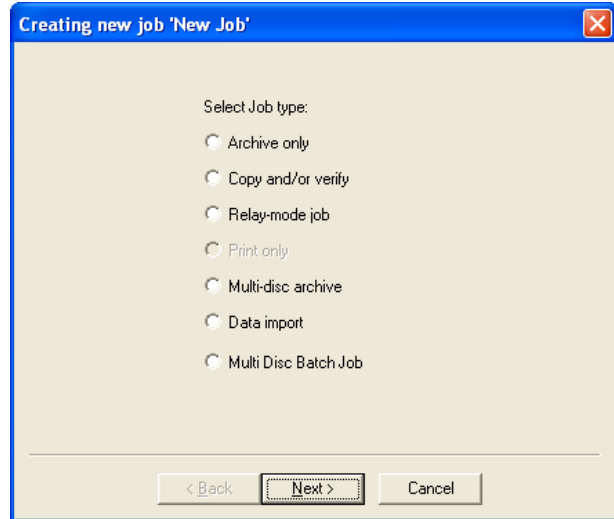 Creating new job 'New Job'
Select Job type:
Archive only
Copy and/or verify
Relay-mode job
Print only
Multi-disc archive
Data import
Multi Disc Batch Job
< Back Next > Cancel